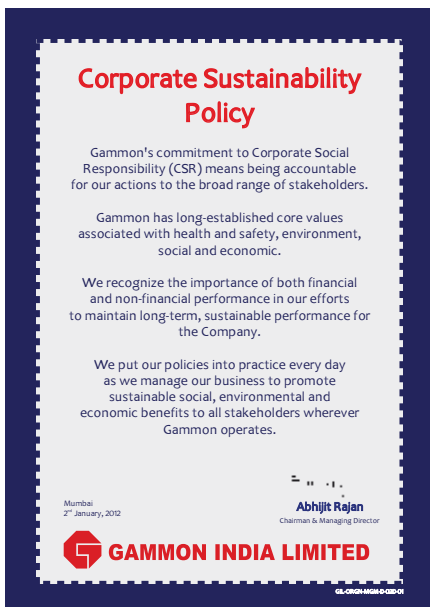 Corporate Sustainability
Policy
Gammon's commitment to Corporate Social
Responsibility (CSR) means being accountable
for our actions to the broad range of stakeholders.
Gammon has long-established core values
associated with health and safety, environment,
social and economic.
We recognize the importance of both financial
and non-financial performance in our efforts
to maintain long-term, sustainable performance for
the Company.
We put our policies into practice every day
as we manage our business to promote
sustainable social, environmental and
economic benefits to all stakeholders wherever
Gammon operates.
Mumbai
2nd January, 2012
Abhijit Rajan
Chairman & Managing Director
GAMMON INDIA LIMITED